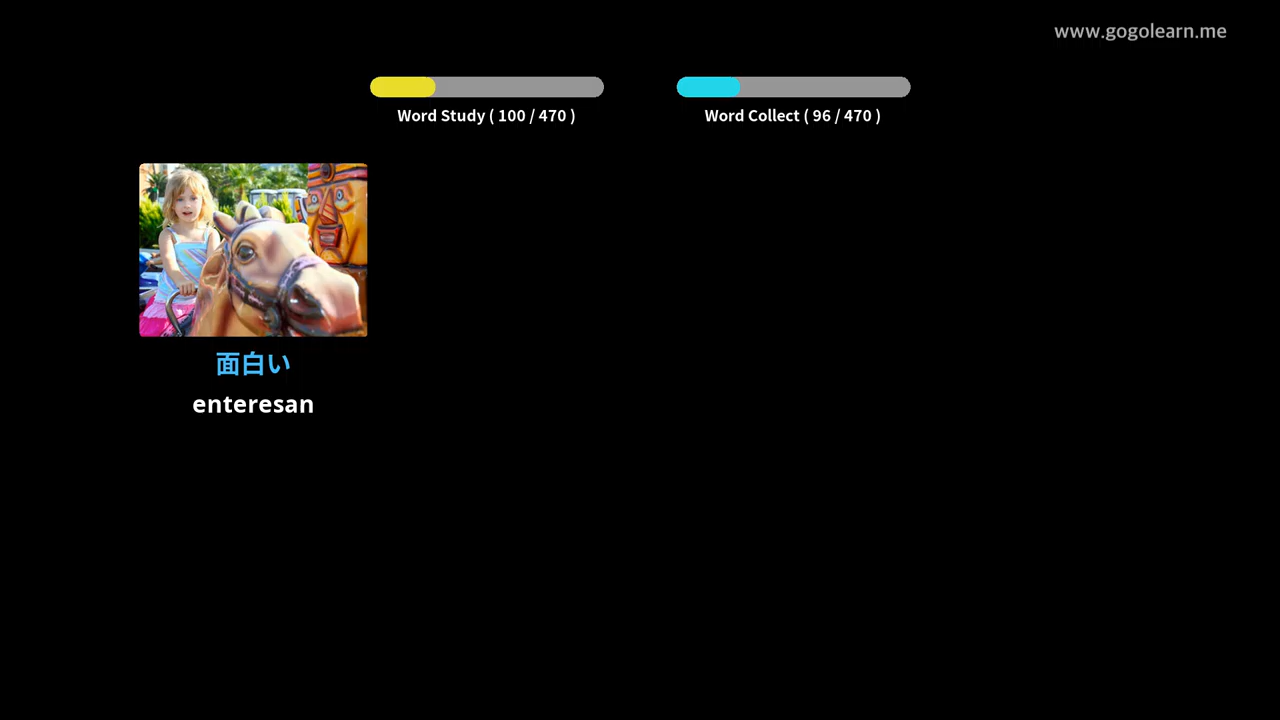 www.gogolearn.me
Word Study ( 100 / 470 )
Word Collect ( 96 / 470 )
面白い
enteresan